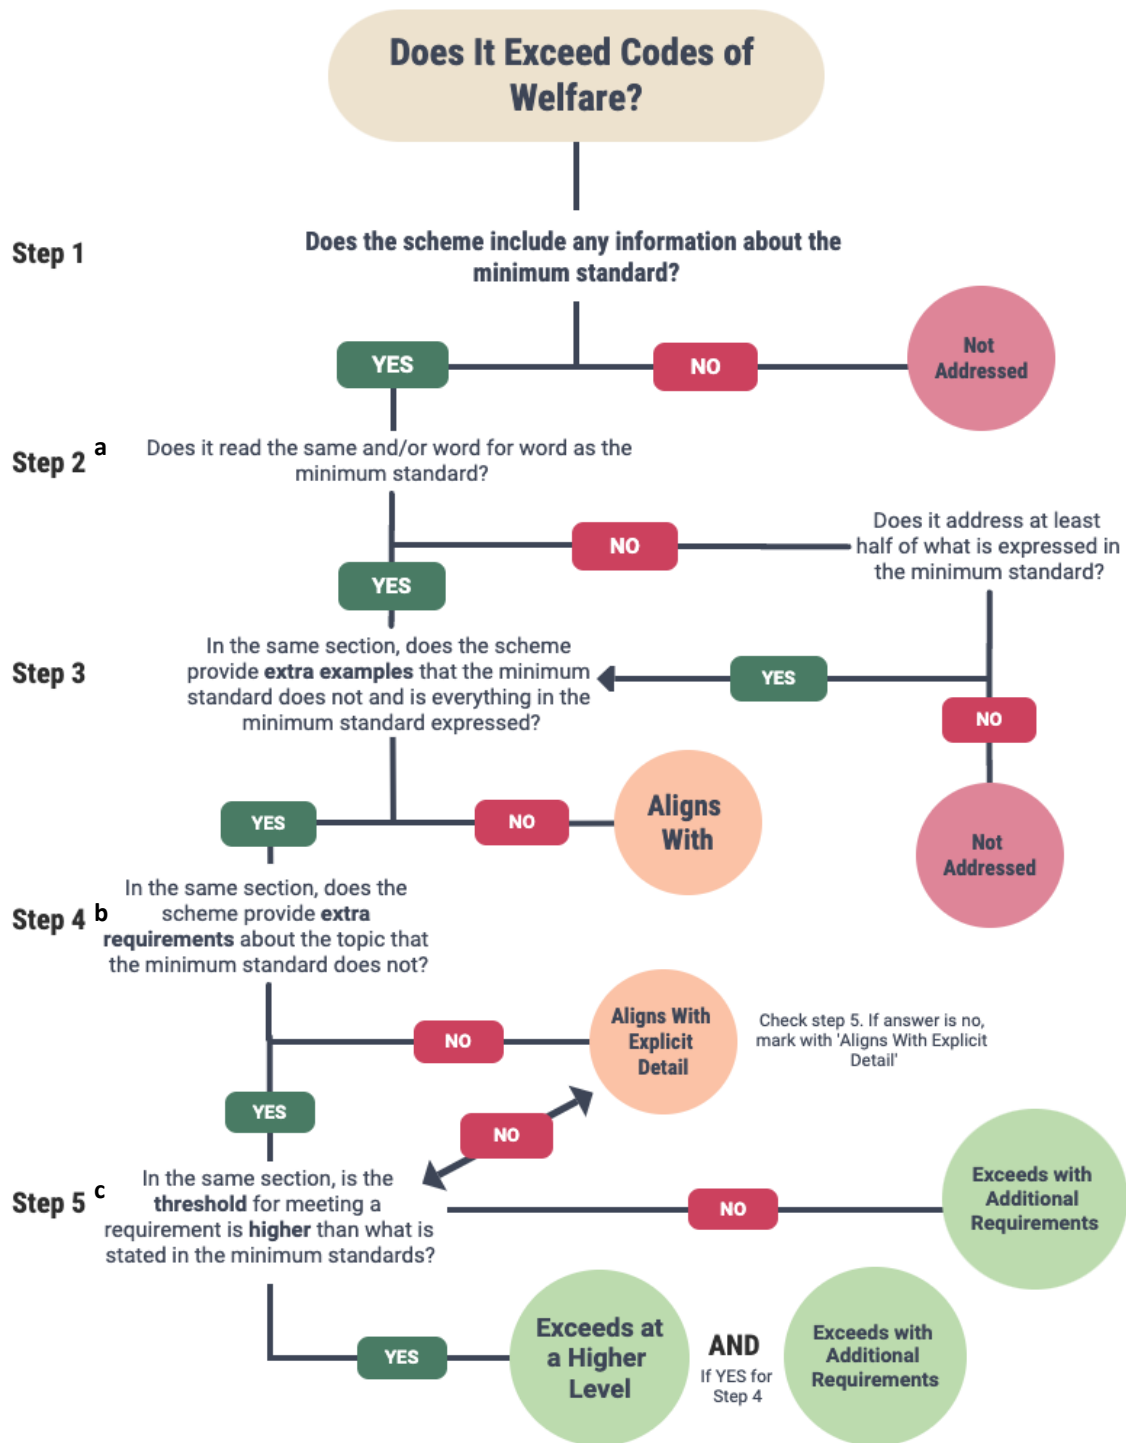 Does It Exceed Codes of
Welfare?
Step 1
Does the scheme include any information about the
minimum standard?
YES
NO
Not
Addressed
Step 2 a
Does it read the same and/or word for word as the
minimum standard?
NO
Does it address at least
half of what is expressed in
the minimum standard?
YES
Step 3
In the same section, does the scheme
provide extra examples that the minimum
standard does not and is everything in the
minimum standard expressed?
YES
NO
Not
Addressed
YES
NO
Aligns
With
Step 4 b
In the same section, does the
scheme provide extra
requirements about the topic that
the minimum standard does not?
NO
Aligns With
Explicit
Detail
Check step 5. If answer is no,
mark with 'Aligns With Explicit
Detail'
YES
NO
Step 5 c
In the same section, is the
threshold for meeting a
requirement is higher than what is
stated in the minimum standards?
NO
Exceeds with
Additional
Requirements
YES
Exceeds at
a Higher
Level
AND
If YES for
Step 4
Exceeds with
Additional
Requirements